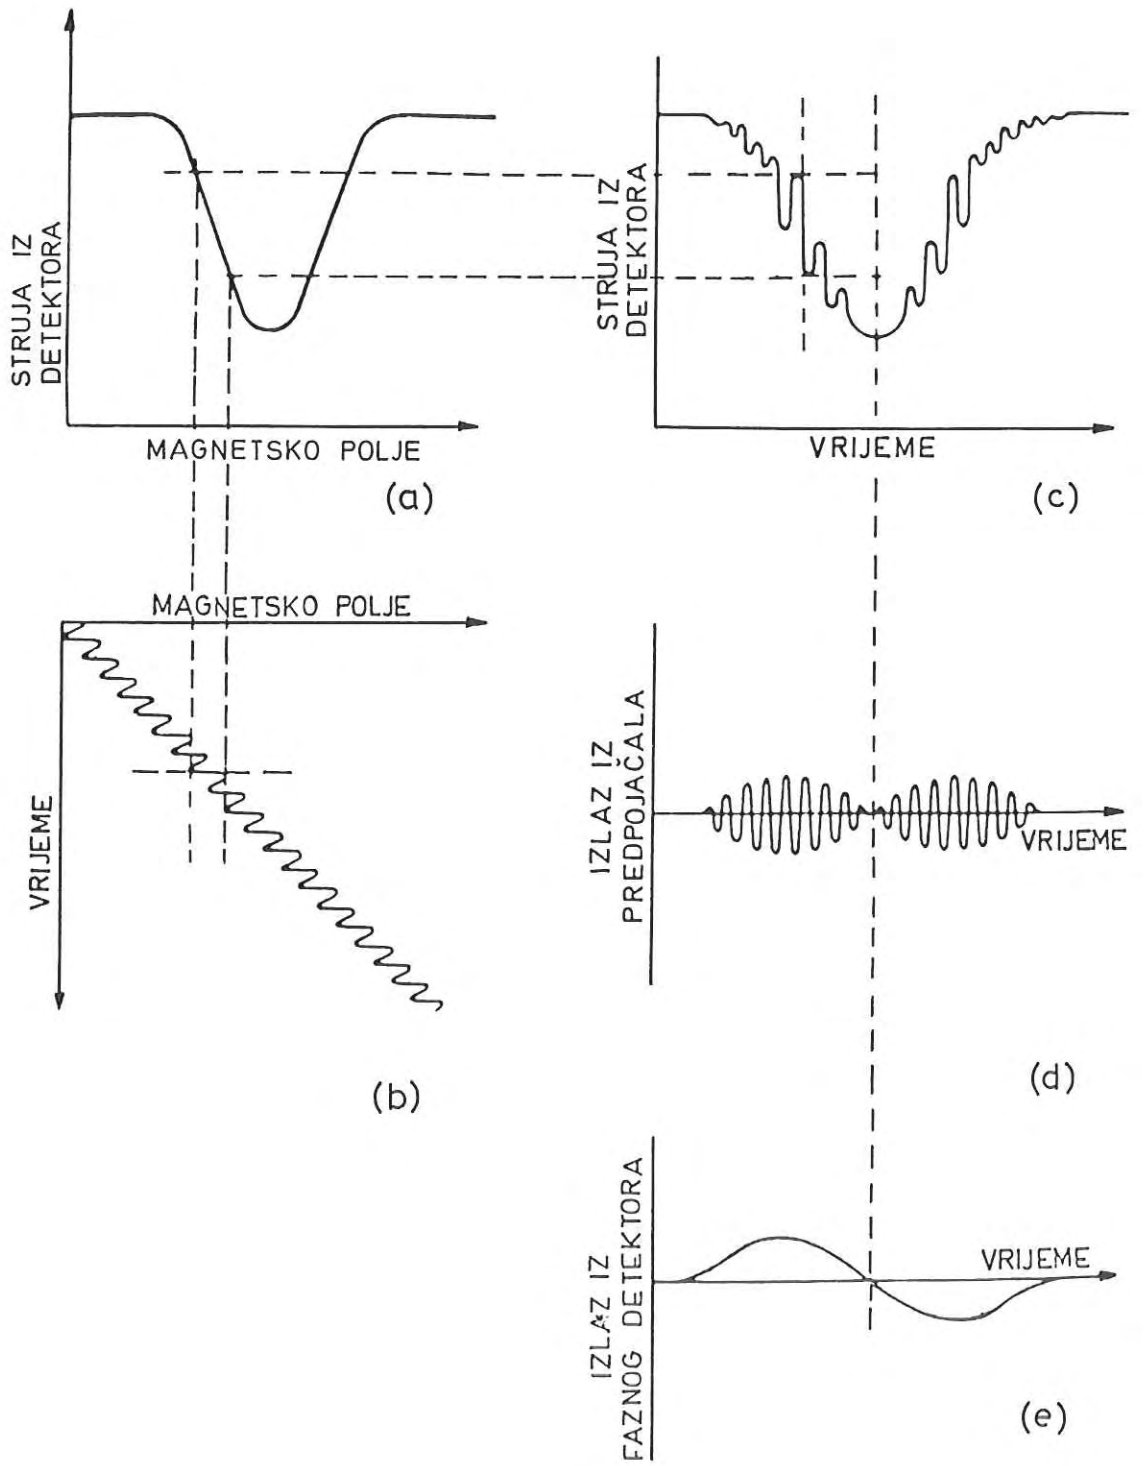 STRUJA IZ
DETEKTORA
MAGNETSKO POLJE
(a)
STRUJA IZ
DETEKTORA
VRIJEME
(c)
MAGNETSKO POLJE
VRIJEME
(b)
IZLAZ IZ
PREDPOJAČALA
VRIJEME
(d)
IZLAZ IZ
FAZNOG DETEKTORA
VRIJEME
(e)